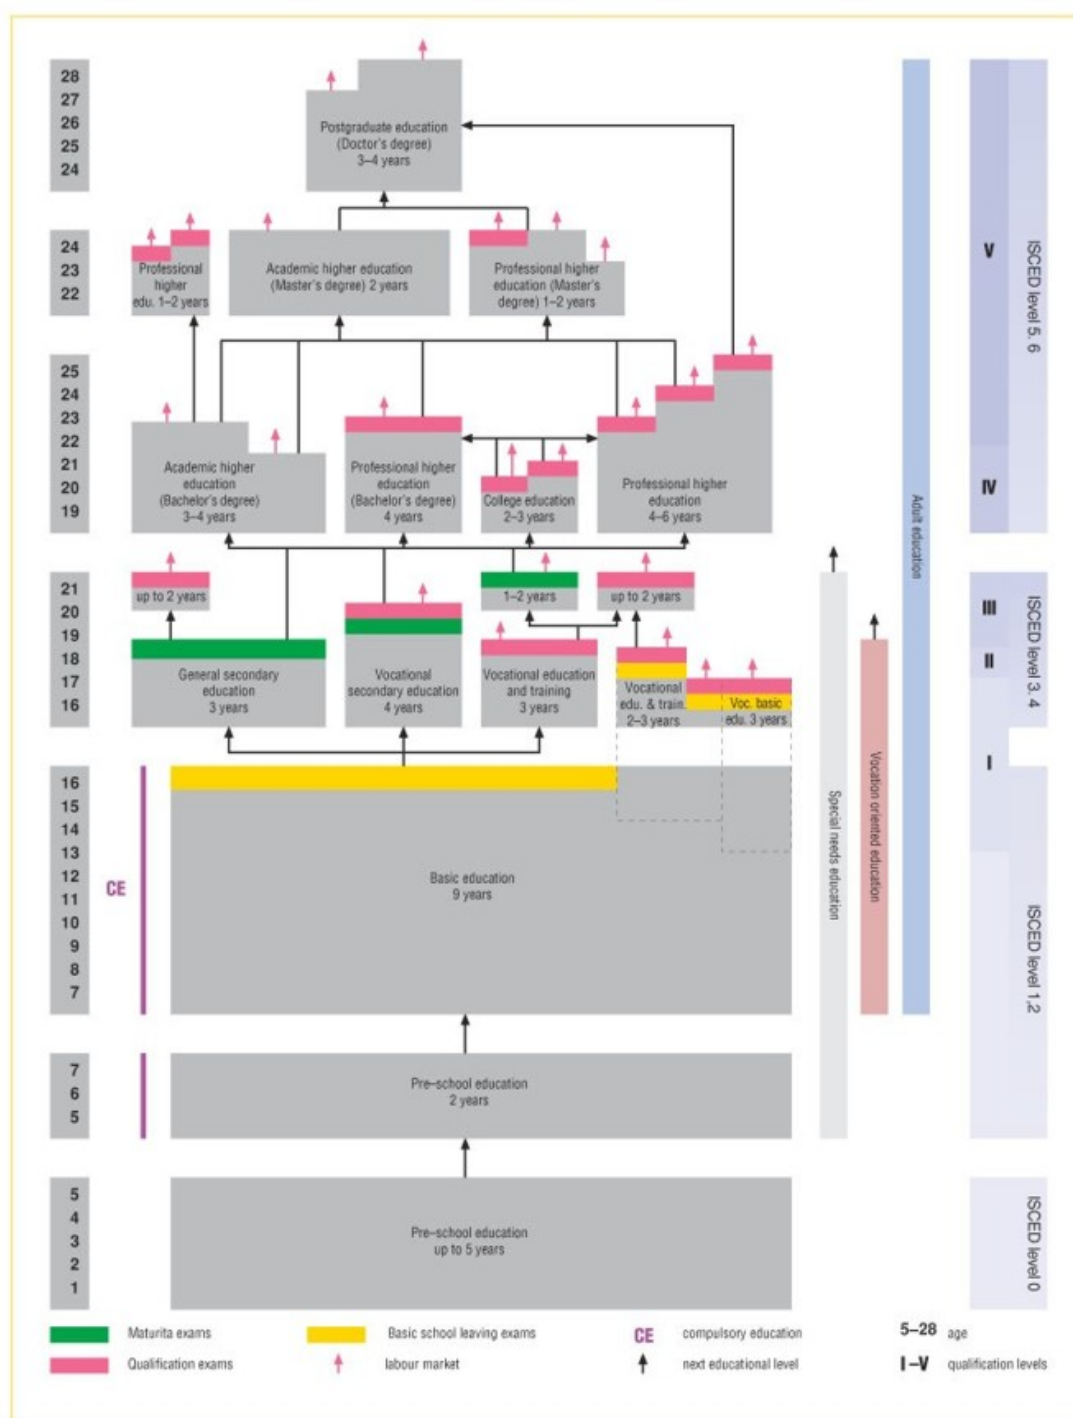 28
27
26
25
24
Postgraduate education
(Doctor's degree)
3–4 years
24
23
22
Professional
higher
edu. 1–2 years
Academic higher education
(Master's degree) 2 years
Professional higher
education (Master's
degree) 1–2 years
V
ISCED level 5. 6
25
24
23
22
21
20
19
Academic higher
education
(Bachelor's degree)
3–4 years
Professional higher
education
(Bachelor's degree)
4 years
College education
2–3 years
Professional higher
education
4–6 years
IV
Adult education
21
20
19
18
17
16
up to 2 years
General secondary
education
3 years
Vocational
secondary education
4 years
1–2 years
Vocational education
and training
3 years
up to 2 years
Vocational
edu. & train.
2–3 years
Voc. basic
edu. 3 years
III
II
I
ISCED level 3. 4
16
15
14
13
12
11
10
9
8
7
CE
Basic education
9 years
Special needs education
Vocation oriented education
ISCED level 1,2
7
6
5
Pre–school education
2 years
5
4
3
2
1
Pre–school education
up to 5 years
ISCED level 0
Maturita exams
Basic school leaving exams
CE compulsory education
5–28 age
Qualification exams
labour market
next educational level
I–V qualification levels